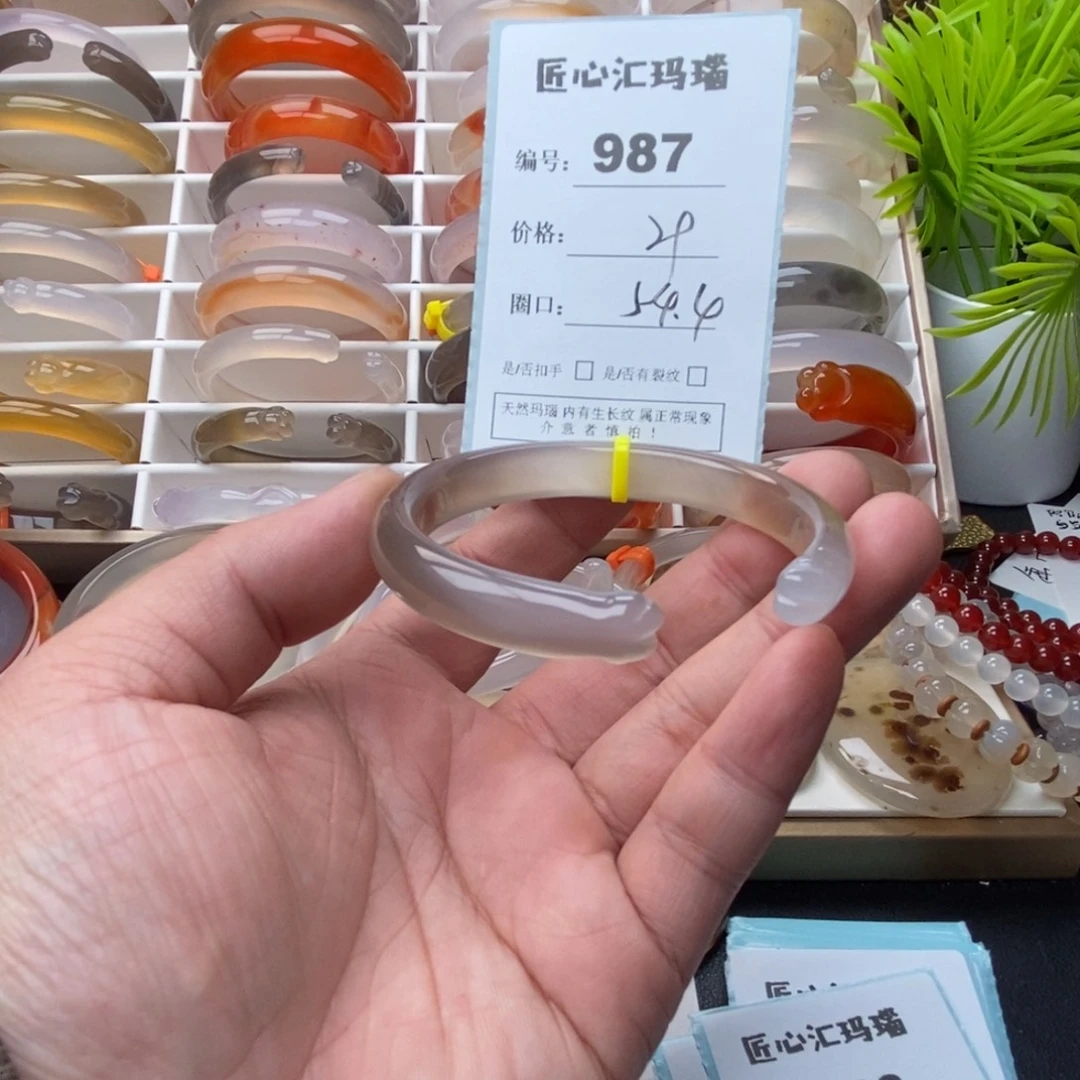 匠心汇玛瑙
编号: 987
价格:
圈口: 54.4
是/否扣手 □ 是/否有裂纹 □
天然玛瑙 内有生长纹 属正常现象
介意者慎拍!
匠心汇玛瑙